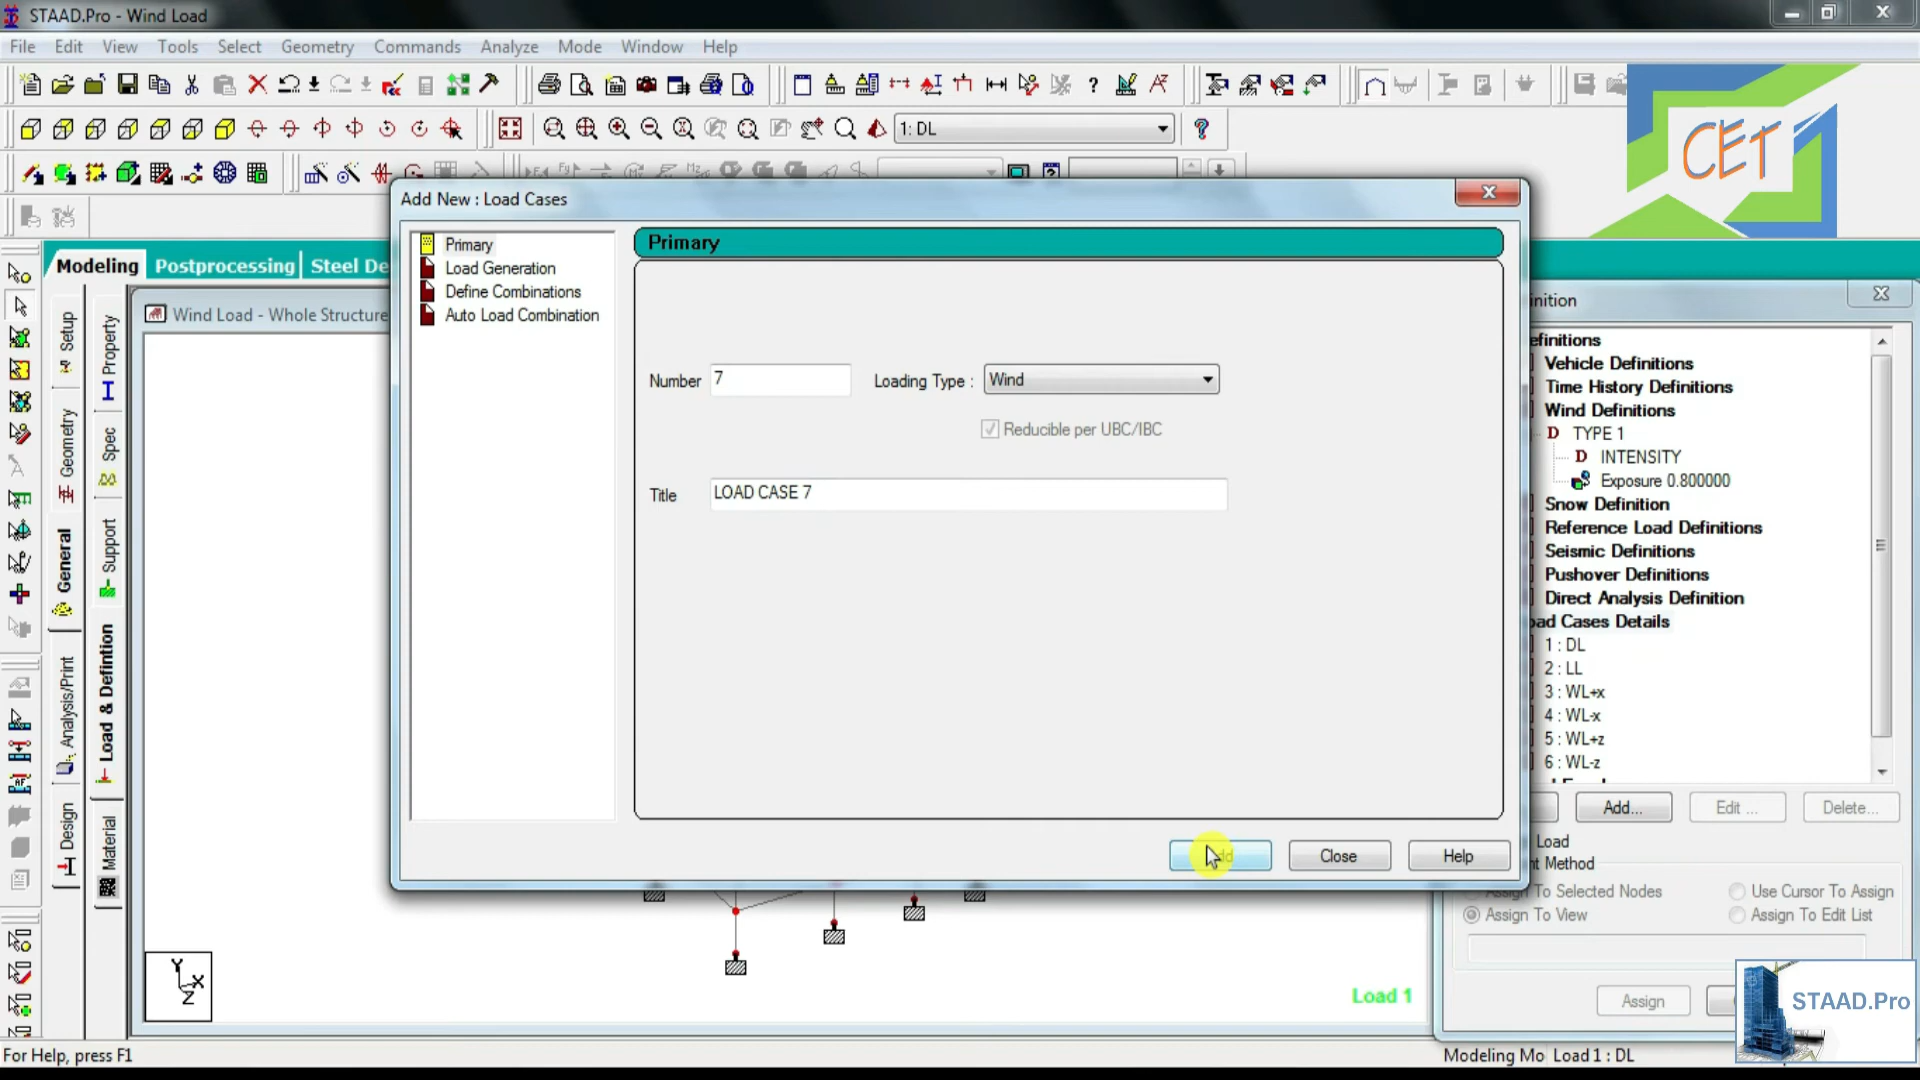 STAAD.Pro - Wind Load
File Edit View Tools Select Geometry Commands Analyze Mode Window Help
1: DL
CET
Add New : Load Cases
Primary
Load Generation
Define Combinations
Auto Load Combination
Primary
Number 7 Loading Type : Wind
Reducible per UBC/IBC
Title LOAD CASE 7
Close Help
Modeling Postprocessing Steel De
Wind Load - Whole Structure
Setup
Geometry
General
Analysis/Print
Design
Property
Spec
Support
Load & Defintion
Material
inition
efinitions
Vehicle Definitions
Time History Definitions
Wind Definitions
D TYPE 1
D INTENSITY
Exposure 0.800000
Snow Definition
Reference Load Definitions
Seismic Definitions
Pushover Definitions
Direct Analysis Definition
oad Cases Details
1 : DL
2 : LL
3 : WL+x
4 : WL-x
5 : WL+z
6 : WL-z
Add... Edit ... Delete...
Load
nt Method
Assign To Selected Nodes Use Cursor To Assign
Assign To View Assign To Edit List
Assign
Y
X
Z
Load 1
STAAD.Pro
For Help, press F1
Modeling Mo Load 1 : DL